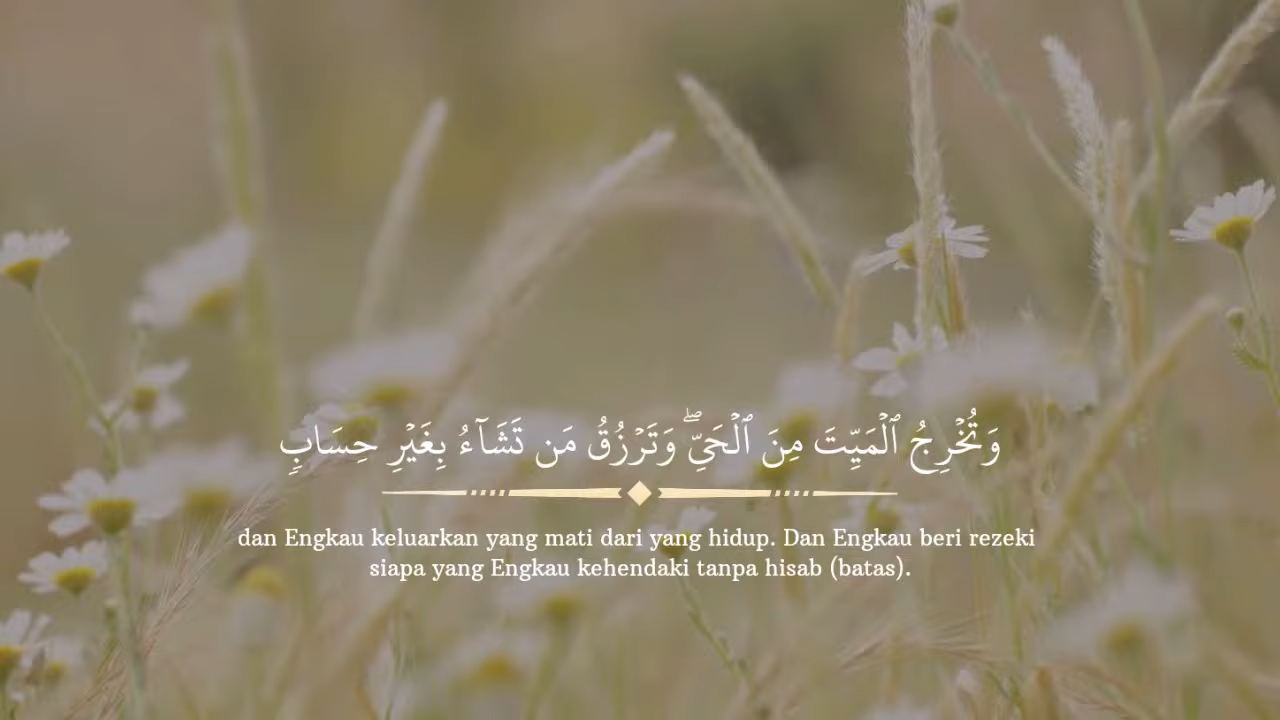 وَتُخْرِجُ ٱلْمَيِّتَ مِنَ ٱلْحَيِّۖ وَتَرْزُقُ مَن تَشَآءُ بِغَيْرِ حِسَابٍ
dan Engkau keluarkan yang mati dari yang hidup. Dan Engkau beri rezeki
siapa yang Engkau kehendaki tanpa hisab (batas).